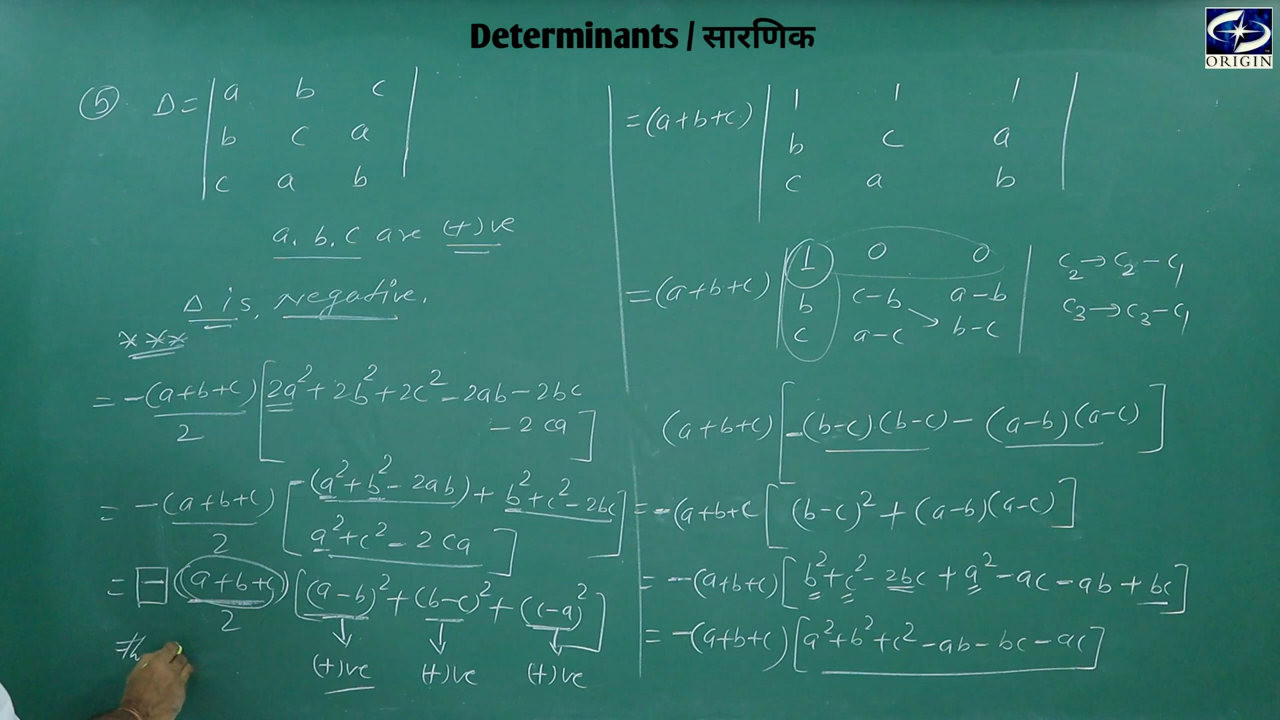 Determinants / सारणिक
ORIGIN
⑤ Δ = | a b c |
| b c a |
| c a b |
a, b, c are (+)ve
Δ is, negative.
***
= (a+b+c) | 1 1 1 |
| b c a |
| c a b |
= (a+b+c) | 1 0 0 |
| b c-b a-b |
| c a-c b-c |
C₂→C₂-C₁
C₃→C₃-C₁
(a+b+c) [ -(b-c)(b-c) - (a-b)(a-c) ]
= -(a+b+c [ (b-c)² + (a-b)(a-c) ]
= -(a+b+c) [ b²+c²-2bc + a²-ac-ab+bc ]
= -(a+b+c) [ a²+b²+c²-ab-bc-ac ]
= -(a+b+c)/2 [ 2a²+2b²+2c²-2ab-2bc
-2ca ]
= -(a+b+c)/2 [ -(a²+b²-2ab) + b²+c²-2bc
a²+c²-2ca ]
= -(a+b+c)/2 [ (a-b)²+(b-c)²+(c-a)² ]
(+)ve (+)ve (+)ve